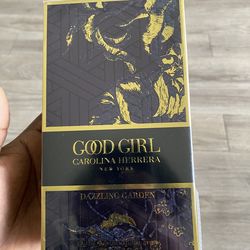 GOOD GIRL
CAROLINA HERRERA
NEW YORK
DAZZLING GARDEN